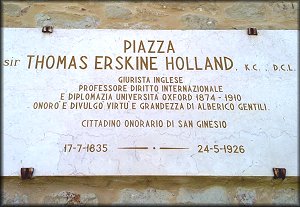 PIAZZA
sir THOMAS ERSKINE HOLLAND, K.C., D.C.L.
GIURISTA INGLESE
PROFESSORE DIRITTO INTERNAZIONALE
E DIPLOMAZIA UNIVERSITÀ OXFORD 1874-1910
ONORÒ E DIVULGÒ VIRTÙ E GRANDEZZA DI ALBERICO GENTILI.
CITTADINO ONORARIO DI SAN GINESIO
17-7-1835 — 24-5-1926